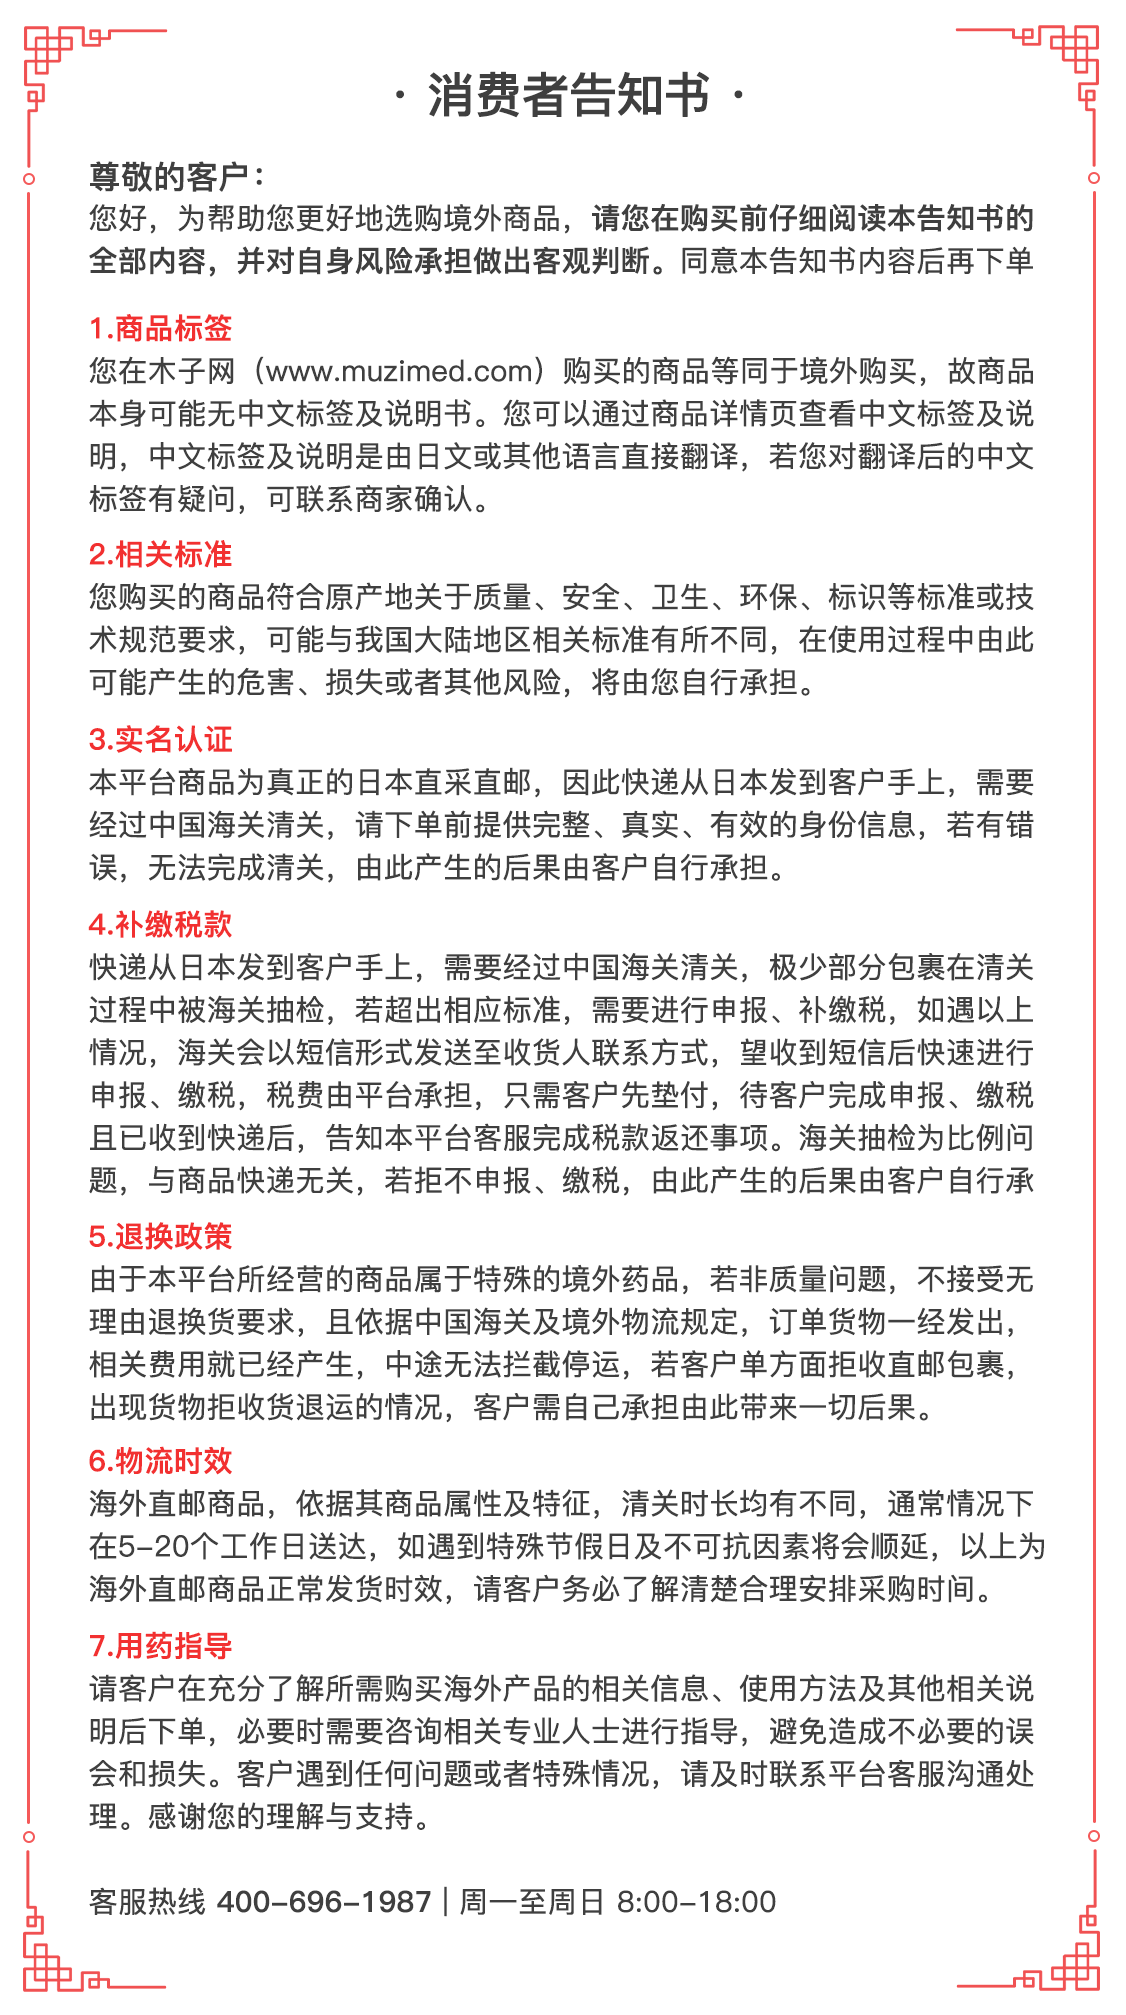 · 消费者告知书 ·
尊敬的客户：
您好，为帮助您更好地选购境外商品，请您在购买前仔细阅读本告知书的
全部内容，并对自身风险承担做出客观判断。同意本告知书内容后再下单
1.商品标签
您在木子网（www.muzimed.com）购买的商品等同于境外购买，故商品
本身可能无中文标签及说明书。您可以通过商品详情页查看中文标签及说
明，中文标签及说明是由日文或其他语言直接翻译，若您对翻译后的中文
标签有疑问，可联系商家确认。
2.相关标准
您购买的商品符合原产地关于质量、安全、卫生、环保、标识等标准或技
术规范要求，可能与我国大陆地区相关标准有所不同，在使用过程中由此
可能产生的危害、损失或者其他风险，将由您自行承担。
3.实名认证
本平台商品为真正的日本直采直邮，因此快递从日本发到客户手上，需要
经过中国海关清关，请下单前提供完整、真实、有效的身份信息，若有错
误，无法完成清关，由此产生的后果由客户自行承担。
4.补缴税款
快递从日本发到客户手上，需要经过中国海关清关，极少部分包裹在清关
过程中被海关抽检，若超出相应标准，需要进行申报、补缴税，如遇以上
情况，海关会以短信形式发送至收货人联系方式，望收到短信后快速进行
申报、缴税，税费由平台承担，只需客户先垫付，待客户完成申报、缴税
且已收到快递后，告知本平台客服完成税款返还事项。海关抽检为比例问
题，与商品快递无关，若拒不申报、缴税，由此产生的后果由客户自行承
5.退换政策
由于本平台所经营的商品属于特殊的境外药品，若非质量问题，不接受无
理由退换货要求，且依据中国海关及境外物流规定，订单货物一经发出，
相关费用就已经产生，中途无法拦截停运，若客户单方面拒收直邮包裹，
出现货物拒收货退运的情况，客户需自己承担由此带来一切后果。
6.物流时效
海外直邮商品，依据其商品属性及特征，清关时长均有不同，通常情况下
在5-20个工作日送达，如遇到特殊节假日及不可抗因素将会顺延，以上为
海外直邮商品正常发货时效，请客户务必了解清楚合理安排采购时间。
7.用药指导
请客户在充分了解所需购买海外产品的相关信息、使用方法及其他相关说
明后下单，必要时需要咨询相关专业人士进行指导，避免造成不必要的误
会和损失。客户遇到任何问题或者特殊情况，请及时联系平台客服沟通处
理。感谢您的理解与支持。
客服热线 400-696-1987 | 周一至周日 8:00-18:00